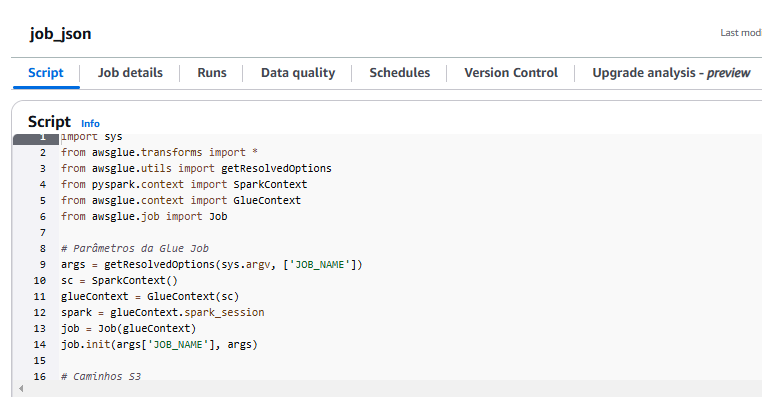 job_json
Last mod
Script Job details Runs Data quality Schedules Version Control Upgrade analysis - preview
Script Info
1 import sys
2 from awsglue.transforms import *
3 from awsglue.utils import getResolvedOptions
4 from pyspark.context import SparkContext
5 from awsglue.context import GlueContext
6 from awsglue.job import Job
7
8 # Parâmetros da Glue Job
9 args = getResolvedOptions(sys.argv, ['JOB_NAME'])
10 sc = SparkContext()
11 glueContext = GlueContext(sc)
12 spark = glueContext.spark_session
13 job = Job(glueContext)
14 job.init(args['JOB_NAME'], args)
15
16 # Caminhos S3